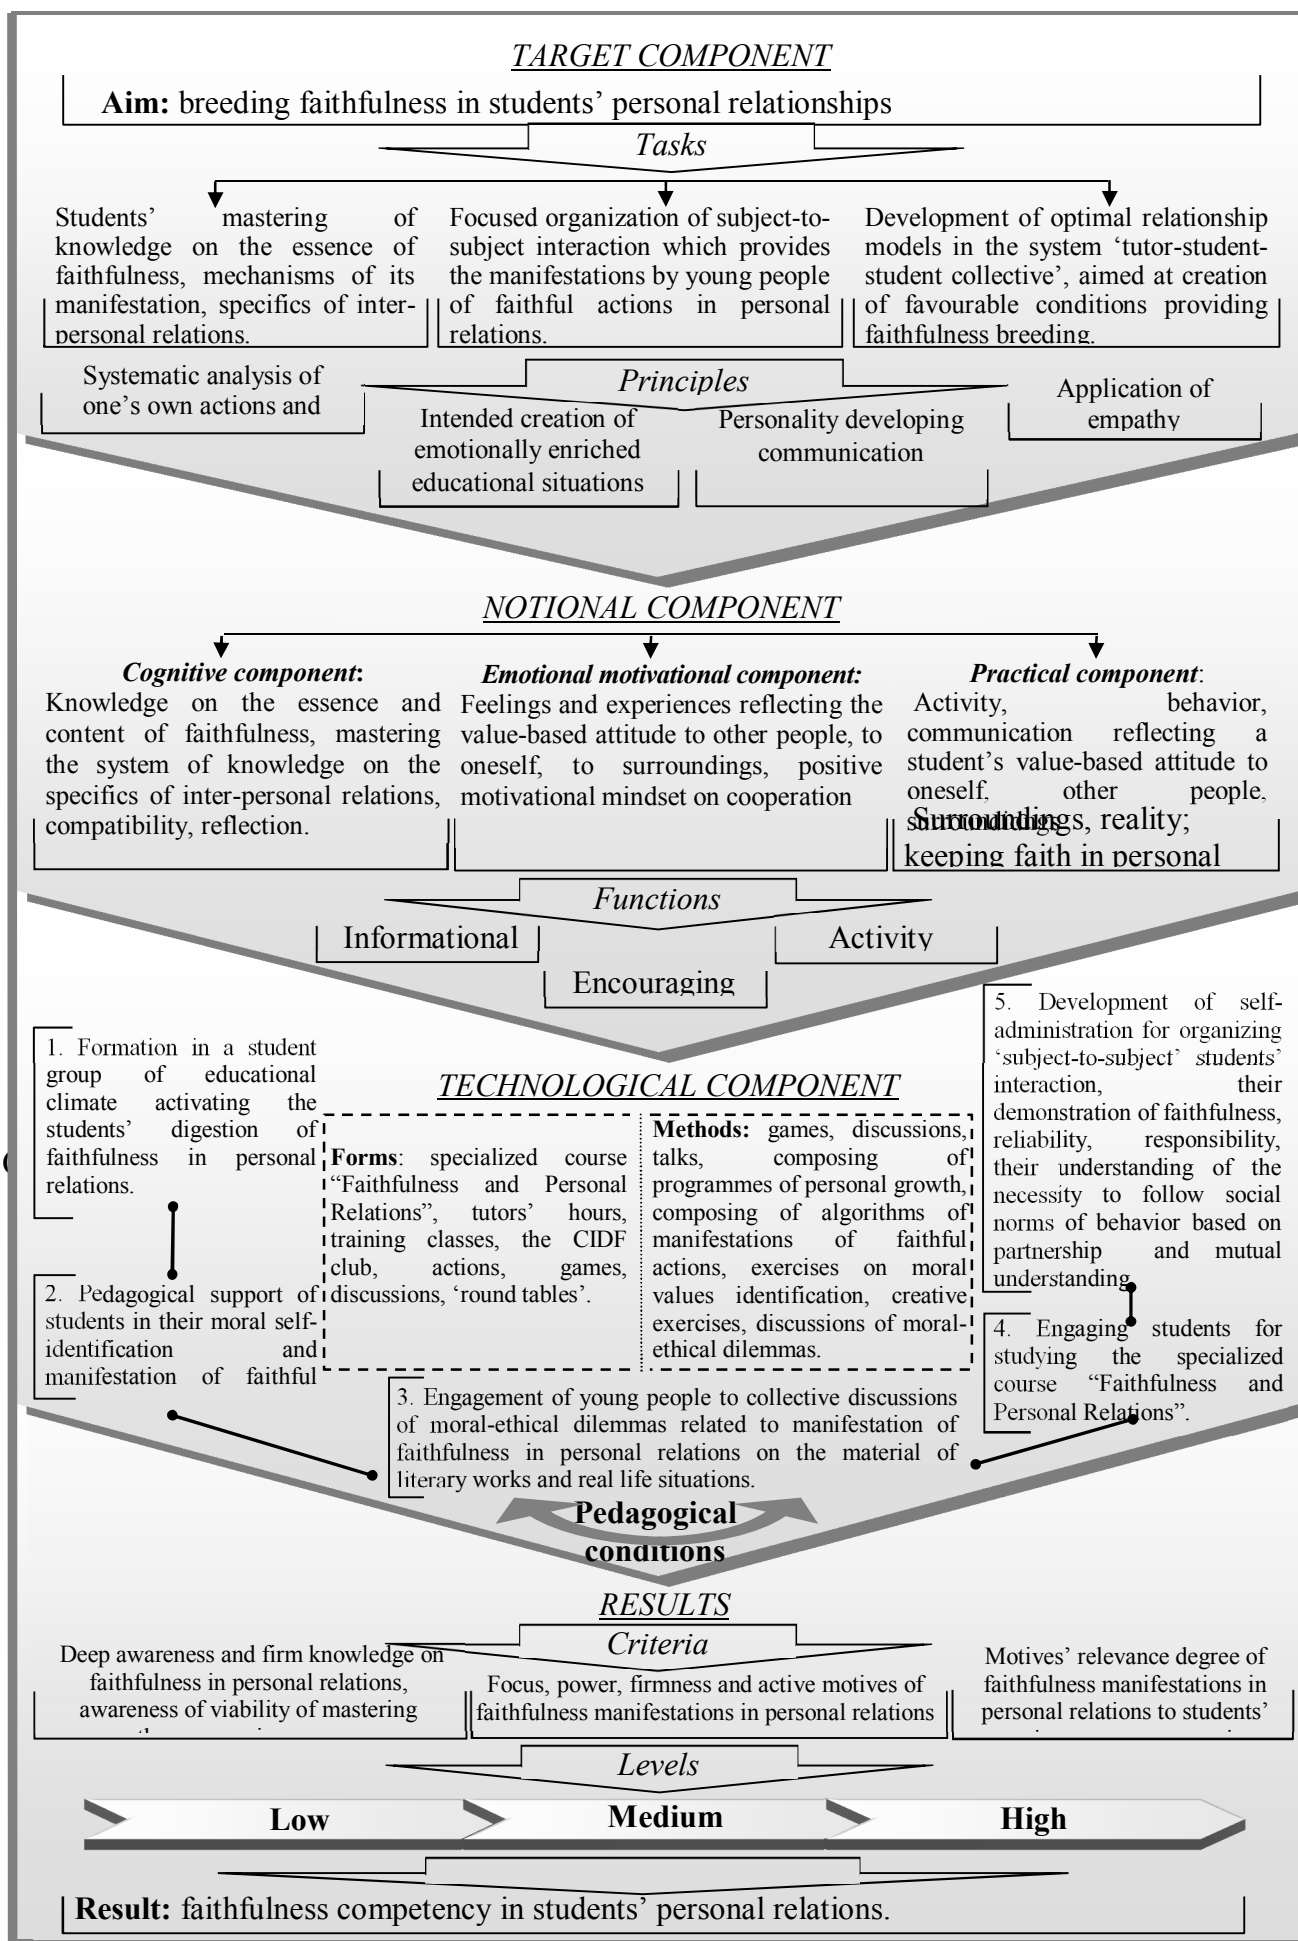 TARGET COMPONENT
Aim: breeding faithfulness in students’ personal relationships
Tasks
Students’ mastering of
knowledge on the essence of
faithfulness, mechanisms of its
manifestation, specifics of inter-
personal relations.
Focused organization of subject-to-
subject interaction which provides
the manifestations by young people
of faithful actions in personal
relations.
Development of optimal relationship
models in the system ‘tutor-student-
student collective’, aimed at creation
of favourable conditions providing
faithfulness breeding.
Principles
Systematic analysis of
one’s own actions and
Intended creation of
emotionally enriched
educational situations
Personality developing
communication
Application of
empathy
NOTIONAL COMPONENT
Cognitive component:
Knowledge on the essence and
content of faithfulness, mastering
the system of knowledge on the
specifics of inter-personal relations,
compatibility, reflection.
Emotional motivational component:
Feelings and experiences reflecting the
value-based attitude to other people, to
oneself, to surroundings, positive
motivational mindset on cooperation
Practical component:
Activity, behavior,
communication reflecting a
student’s value-based attitude to
oneself, other people,
Surroundings, reality;
keeping faith in personal
Functions
Informational
Encouraging
Activity
TECHNOLOGICAL COMPONENT
1. Formation in a student
group of educational
climate activating the
students’ digestion of
faithfulness in personal
relations.
2. Pedagogical support of
students in their moral self-
identification and
manifestation of faithful
Forms: specialized course
“Faithfulness and Personal
Relations”, tutors’ hours,
training classes, the CIDF
club, actions, games,
discussions, ‘round tables’.
Methods: games, discussions,
talks, composing of
programmes of personal growth,
composing of algorithms of
manifestations of faithful
actions, exercises on moral
values identification, creative
exercises, discussions of moral-
ethical dilemmas.
5. Development of self-
administration for organizing
‘subject-to-subject’ students’
interaction, their
demonstration of faithfulness,
reliability, responsibility,
their understanding of the
necessity to follow social
norms of behavior based on
partnership and mutual
understanding
4. Engaging students for
studying the specialized
course “Faithfulness and
Personal Relations”.
3. Engagement of young people to collective discussions
of moral-ethical dilemmas related to manifestation of
faithfulness in personal relations on the material of
literary works and real life situations.
Pedagogical
conditions
RESULTS
Criteria
Deep awareness and firm knowledge on
faithfulness in personal relations,
awareness of viability of mastering
Focus, power, firmness and active motives of
faithfulness manifestations in personal relations
Motives’ relevance degree of
faithfulness manifestations in
personal relations to students’
Levels
Low
Medium
High
Result: faithfulness competency in students’ personal relations.